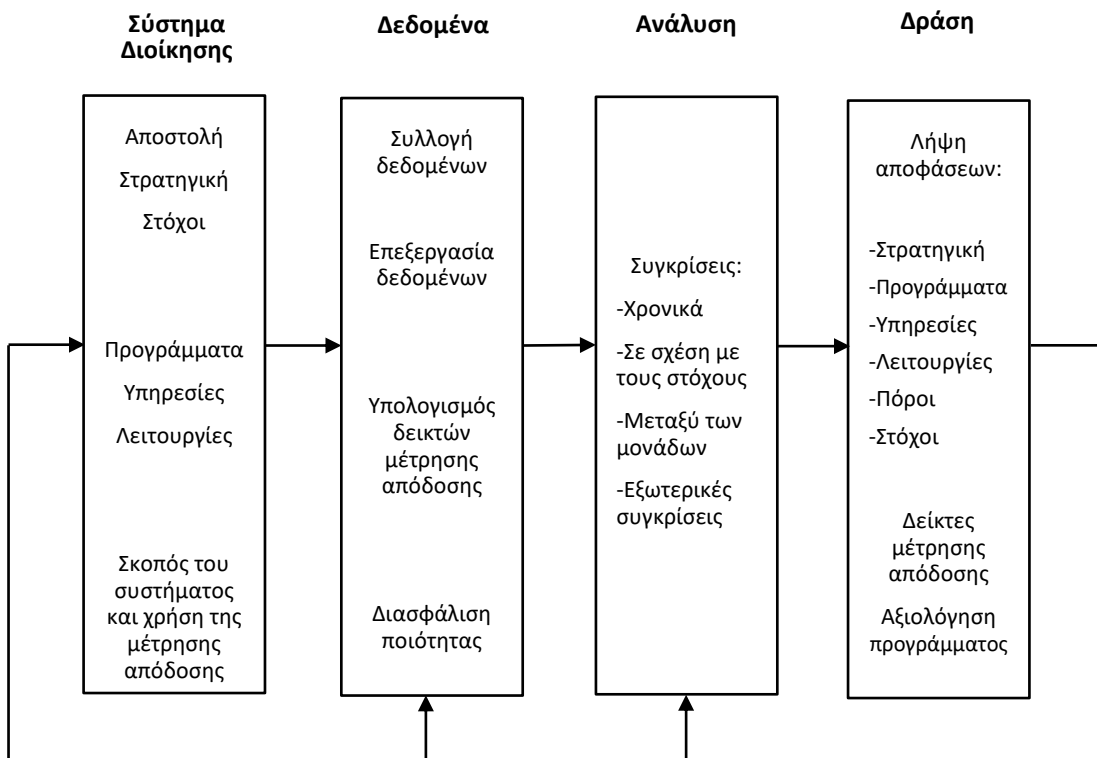 Σύστημα
Διοίκησης
Δεδομένα
Ανάλυση
Δράση
Αποστολή
Στρατηγική
Στόχοι
Προγράμματα
Υπηρεσίες
Λειτουργίες
Σκοπός του
συστήματος
και χρήση της
μέτρησης
απόδοσης
Συλλογή
δεδομένων
Επεξεργασία
δεδομένων
Υπολογισμός
δεικτών
μέτρησης
απόδοσης
Διασφάλιση
ποιότητας
Συγκρίσεις:
-Χρονικά
-Σε σχέση με
τους στόχους
-Μεταξύ των
μονάδων
-Εξωτερικές
συγκρίσεις
Λήψη
αποφάσεων:
-Στρατηγική
-Προγράμματα
-Υπηρεσίες
-Λειτουργίες
-Πόροι
-Στόχοι
Δείκτες
μέτρησης
απόδοσης
Αξιολόγηση
προγράμματος